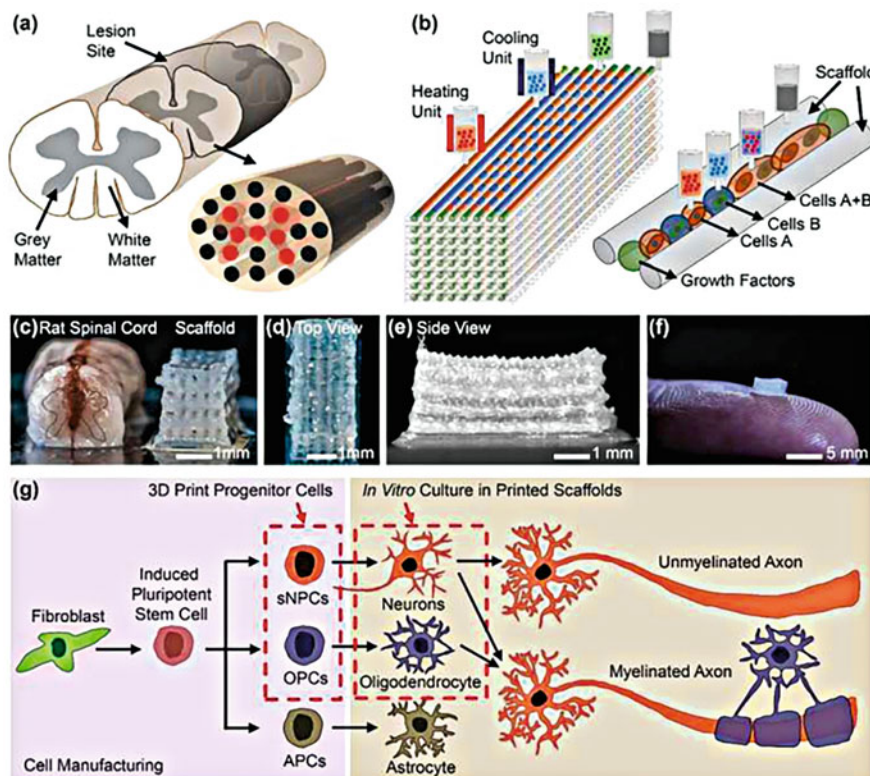 (a)
Lesion
Site
Grey
Matter
White
Matter
(b)
Cooling
Unit
Heating
Unit
Scaffold
Cells A+B
Cells B
Cells A
Growth Factors
(c) Rat Spinal Cord
Scaffold
1mm
(d) Top View
1mm
(e) Side View
1 mm
(f)
5 mm
(g)
3D Print Progenitor Cells
In Vitro Culture in Printed Scaffolds
Fibroblast
Induced
Pluripotent
Stem Cell
sNPCs
OPCs
APCs
Neurons
Oligodendrocyte
Astrocyte
Unmyelinated Axon
Myelinated Axon
Cell Manufacturing